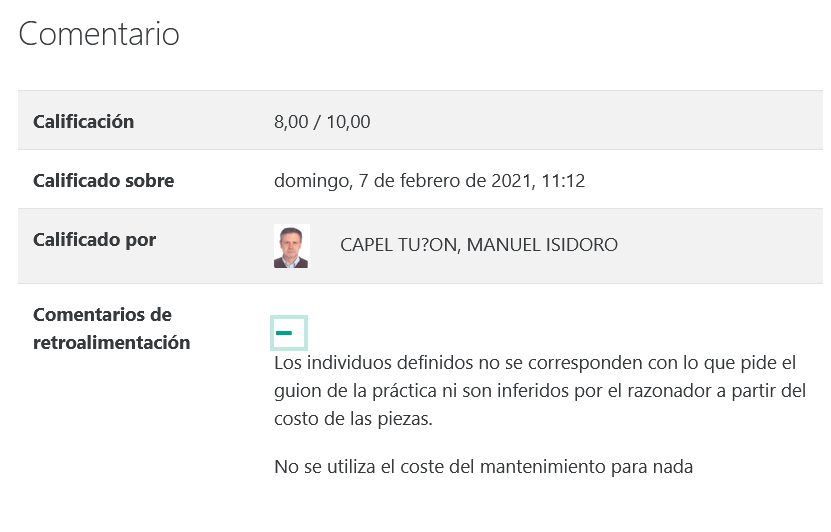 Comentario
Calificación 8,00 / 10,00
Calificado sobre domingo, 7 de febrero de 2021, 11:12
Calificado por CAPEL TU?ON, MANUEL ISIDORO
Comentarios de
retroalimentación
Los individuos definidos no se corresponden con lo que pide el
guion de la práctica ni son inferidos por el razonador a partir del
costo de las piezas.
No se utiliza el coste del mantenimiento para nada